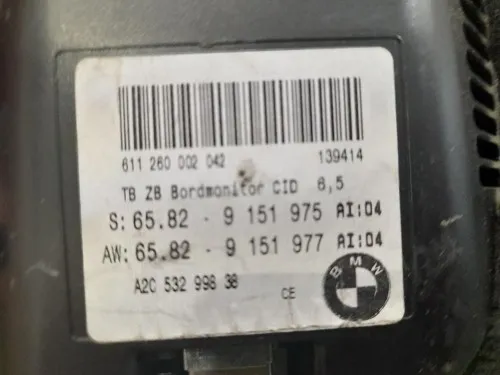 611 260 002 042 139414
TB ZB Bordmonitor CID 6,5
S: 65.82 - 9 151 975 AI:04
AW: 65.82 - 9 151 977 AI:04
A2C 532 998 38 CE
BMW